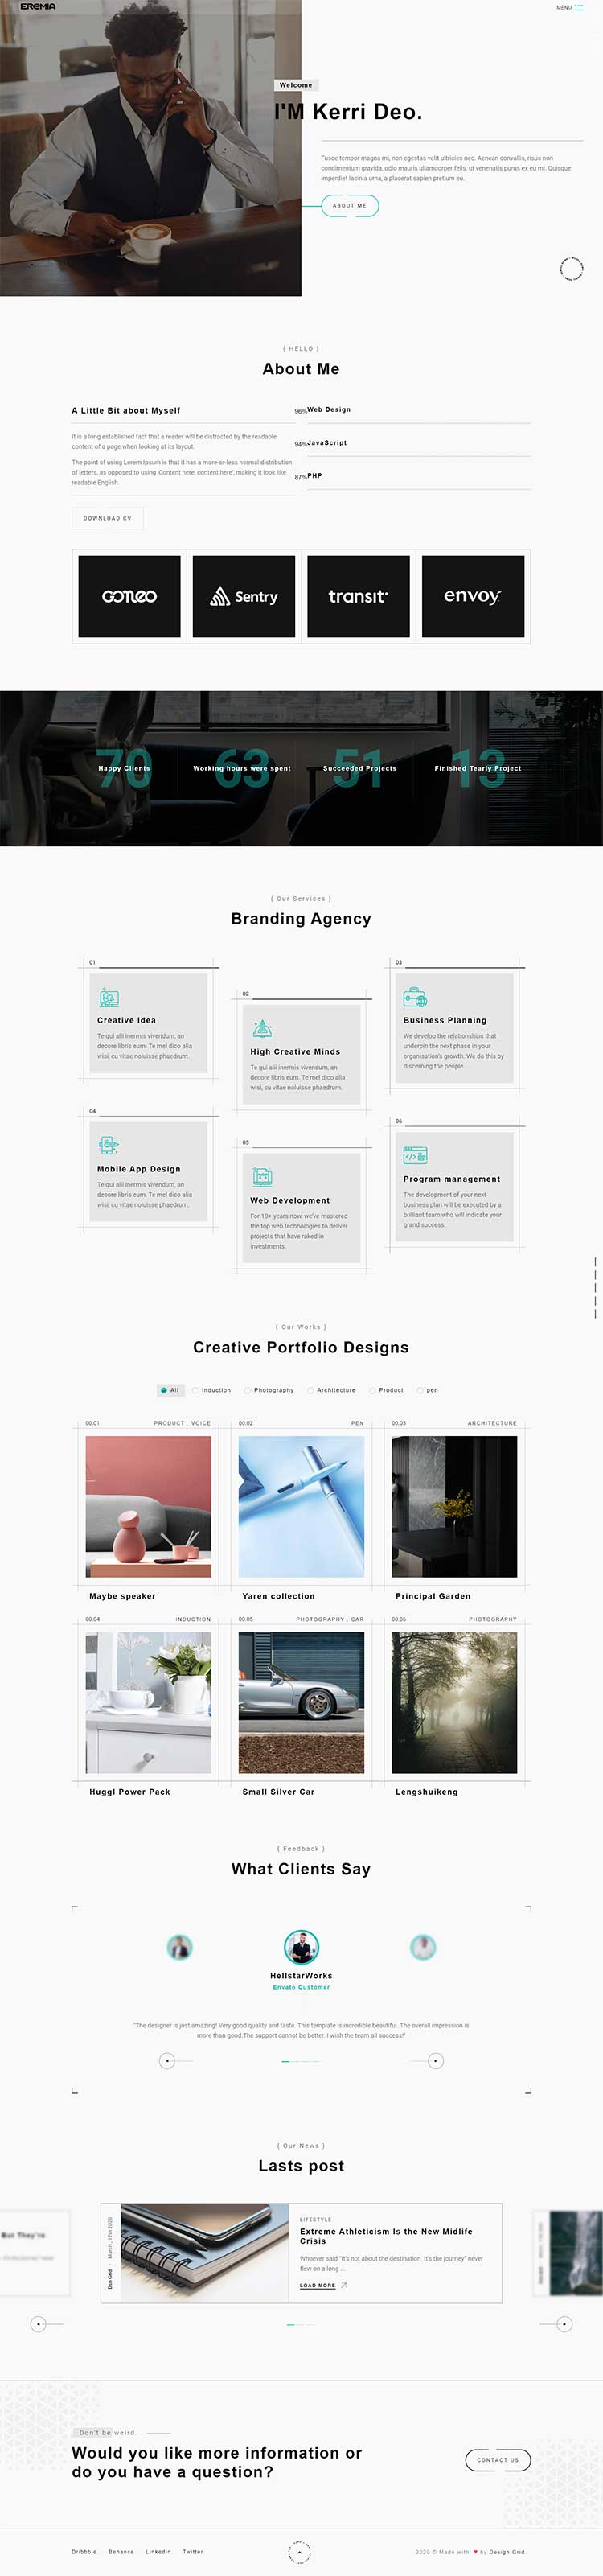 EREMIA
MENU
Welcome
I'M Kerri Deo.
Fusce tempor magna mi, non egestas velit ultricies nec. Aenean convallis, risus non
condimentum gravida, odio mauris ullamcorper felis, ut venenatis purus ex eu mi. Quisque
imperdiet lacinia urna, a placerat sapien pretium eu.
ABOUT ME
{ HELLO }
About Me
A Little Bit about Myself
It is a long established fact that a reader will be distracted by the readable
content of a page when looking at its layout.
The point of using Lorem Ipsum is that it has a more-or-less normal distribution
of letters, as opposed to using 'Content here, content here', making it look like
readable English.
DOWNLOAD CV
96% Web Design
94% JavaScript
87% PHP
Sentry
transit
envoy
70 63 51 13
Happy Clients
Working hours were spent
Succeeded Projects
Finished Tearly Project
{ Our Services }
Branding Agency
01
Creative Idea
Te qui alii inermis vivendum, an
decore libris eum. Te mel dico alia
wisi, cu vitae noluisse phaedrum.
02
High Creative Minds
Te qui alii inermis vivendum, an
decore libris eum. Te mel dico alia
wisi, cu vitae noluisse phaedrum.
03
Business Planning
We develop the relationships that
underpin the next phase in your
organisation's growth. We do this by
discerning the people.
04
Mobile App Design
Te qui alii inermis vivendum, an
decore libris eum. Te mel dico alia
wisi, cu vitae noluisse phaedrum.
05
Web Development
For 10+ years now, we've mastered
the top web technologies to deliver
projects that have raked in
investments.
06
Program management
The development of your next
business plan will be executed by a
brilliant team who will indicate your
grand success.
{ Our Works }
Creative Portfolio Designs
All induction Photography Architecture Product pen
00.01 PRODUCT . VOICE
Maybe speaker
00.02 PEN
Yaren collection
00.03 ARCHITECTURE
Principal Garden
00.04 INDUCTION
Huggl Power Pack
00.05 PHOTOGRAPHY . CAR
Small Silver Car
00.06 PHOTOGRAPHY
Lengshuikeng
{ Feedback }
What Clients Say
HellstarWorks
Envato Customer
"The designer is just amazing! Very good quality and taste. This template is incredible beautiful. The overall impression is
more than good.The support cannot be better. I wish the team all success!"
{ Our News }
Lasts post
But They're
DsnGrid - March, 17th 2020
LIFESTYLE
Extreme Athleticism Is the New Midlife
Crisis
Whoever said "it's not about the destination. It's the journey" never
flew on a long ...
LOAD MORE
Don't be weird.
Would you like more information or
do you have a question?
CONTACT US
Dribbble. Behance. Linkedin. Twitter.
2020 © Made with ♥ by Design Grid.